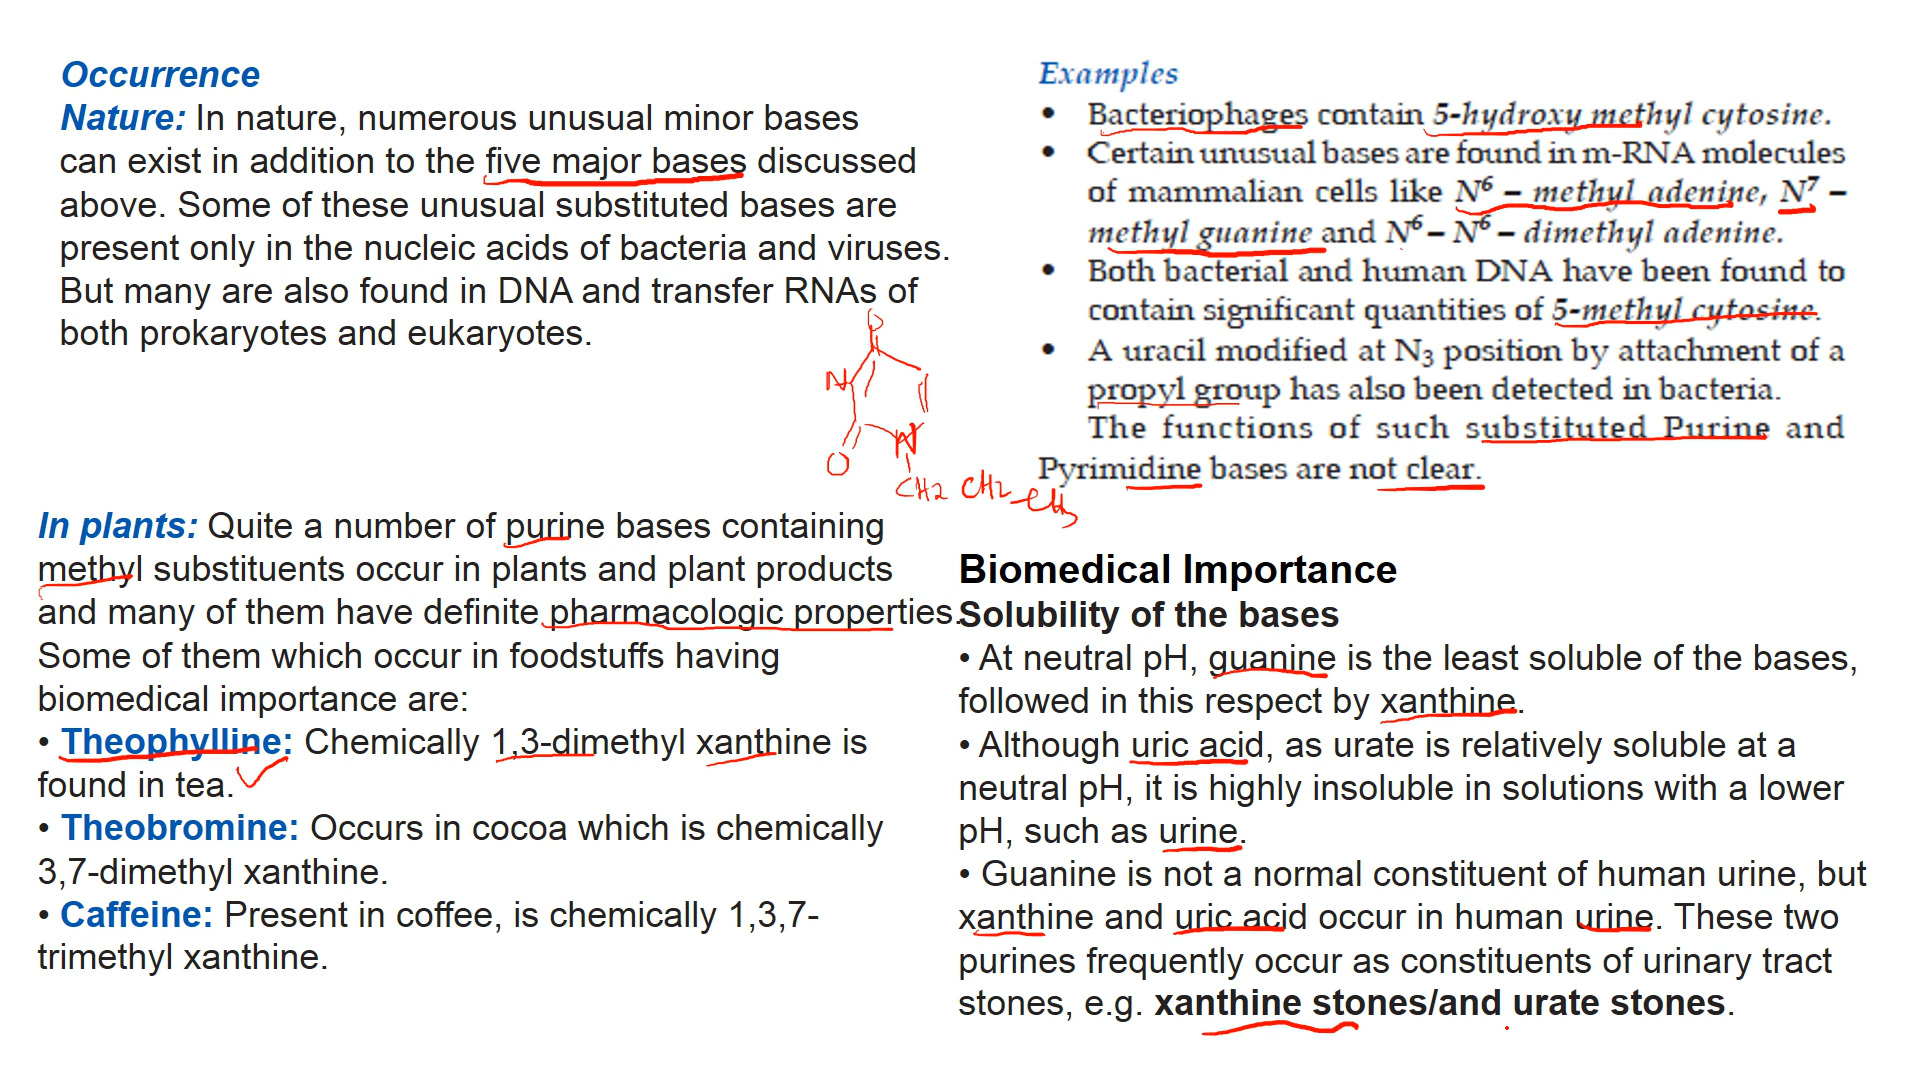 Occurrence
Nature: In nature, numerous unusual minor bases
can exist in addition to the five major bases discussed
above. Some of these unusual substituted bases are
present only in the nucleic acids of bacteria and viruses.
But many are also found in DNA and transfer RNAs of
both prokaryotes and eukaryotes.
N
N
O
CH2 CH2 - CH3
In plants: Quite a number of purine bases containing
methyl substituents occur in plants and plant products
and many of them have definite pharmacologic properties.
Some of them which occur in foodstuffs having
biomedical importance are:
• Theophylline: Chemically 1,3-dimethyl xanthine is
found in tea.
• Theobromine: Occurs in cocoa which is chemically
3,7-dimethyl xanthine.
• Caffeine: Present in coffee, is chemically 1,3,7-
trimethyl xanthine.
Examples
• Bacteriophages contain 5-hydroxy methyl cytosine.
• Certain unusual bases are found in m-RNA molecules
of mammalian cells like N⁶ – methyl adenine, N⁷ –
methyl guanine and N⁶ – N⁶ – dimethyl adenine.
• Both bacterial and human DNA have been found to
contain significant quantities of 5-methyl cytosine.
• A uracil modified at N₃ position by attachment of a
propyl group has also been detected in bacteria.
The functions of such substituted Purine and
Pyrimidine bases are not clear.
Biomedical Importance
Solubility of the bases
• At neutral pH, guanine is the least soluble of the bases,
followed in this respect by xanthine.
• Although uric acid, as urate is relatively soluble at a
neutral pH, it is highly insoluble in solutions with a lower
pH, such as urine.
• Guanine is not a normal constituent of human urine, but
xanthine and uric acid occur in human urine. These two
purines frequently occur as constituents of urinary tract
stones, e.g. xanthine stones/and urate stones.